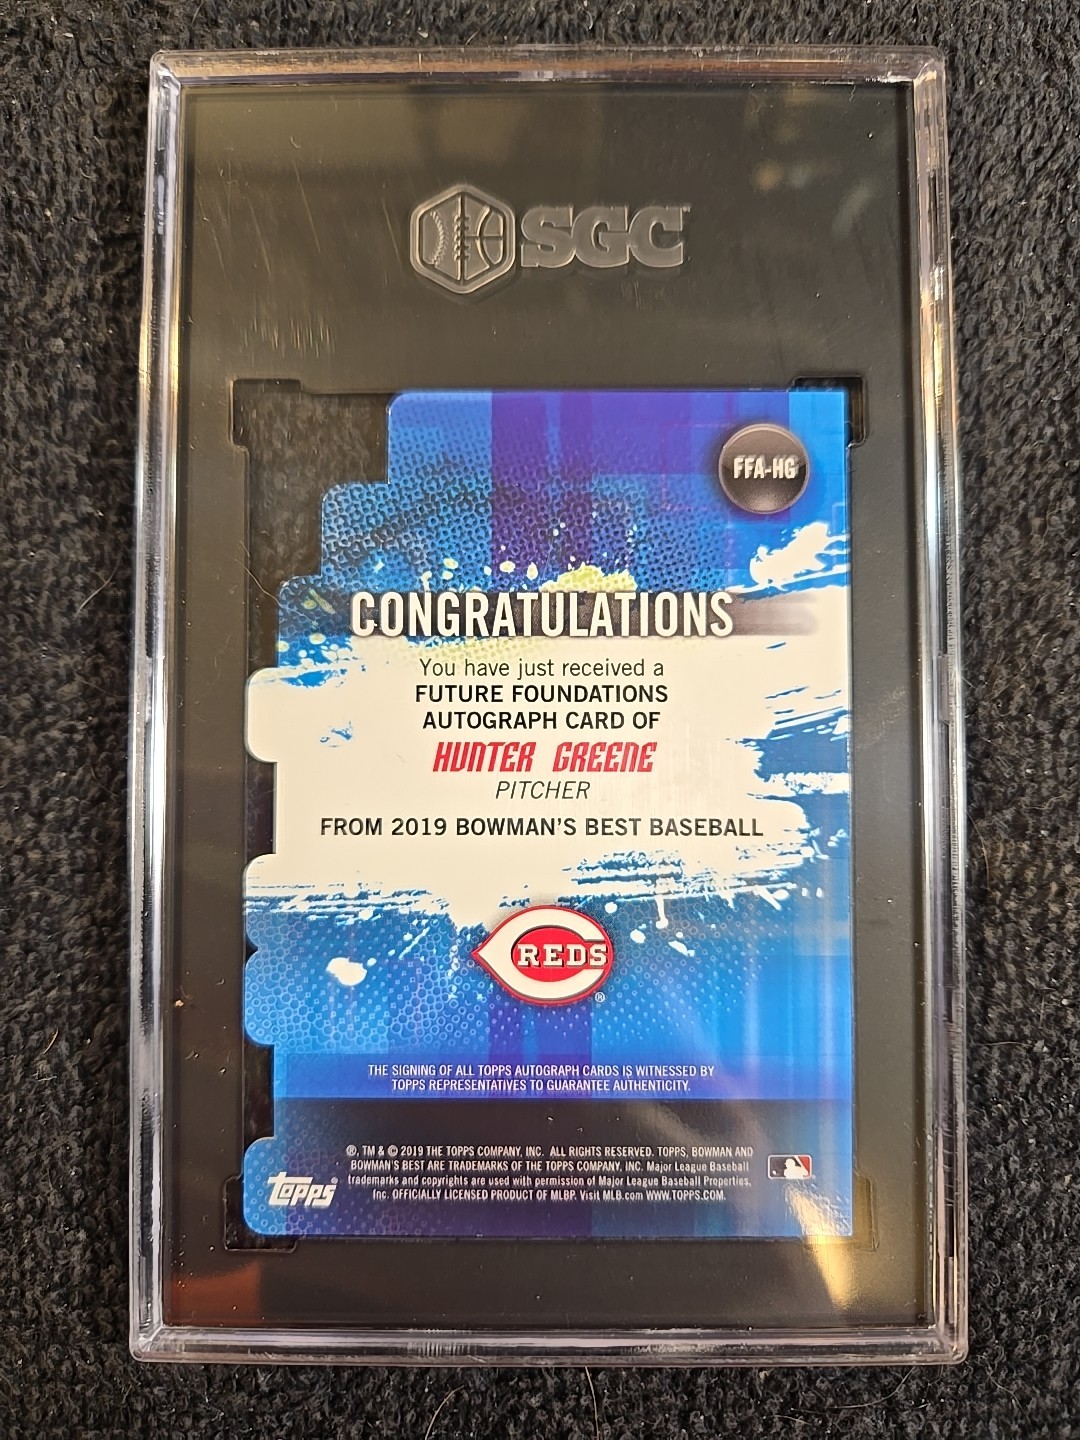 SGC
FFA-HG
CONGRATULATIONS
You have just received a
FUTURE FOUNDATIONS
AUTOGRAPH CARD OF
HUNTER GREENE
PITCHER
FROM 2019 BOWMAN'S BEST BASEBALL
REDS
®
THE SIGNING OF ALL TOPPS AUTOGRAPH CARDS IS WITNESSED BY
TOPPS REPRESENTATIVES TO GUARANTEE AUTHENTICITY.
®, TM & © 2019 THE TOPPS COMPANY, INC. ALL RIGHTS RESERVED. TOPPS, BOWMAN AND
BOWMAN'S BEST ARE TRADEMARKS OF THE TOPPS COMPANY, INC. Major League Baseball
trademarks and copyrights are used with permission of Major League Baseball Properties,
Inc. OFFICIALLY LICENSED PRODUCT OF MLBP. Visit MLB.com WWW.TOPPS.COM.
topps®